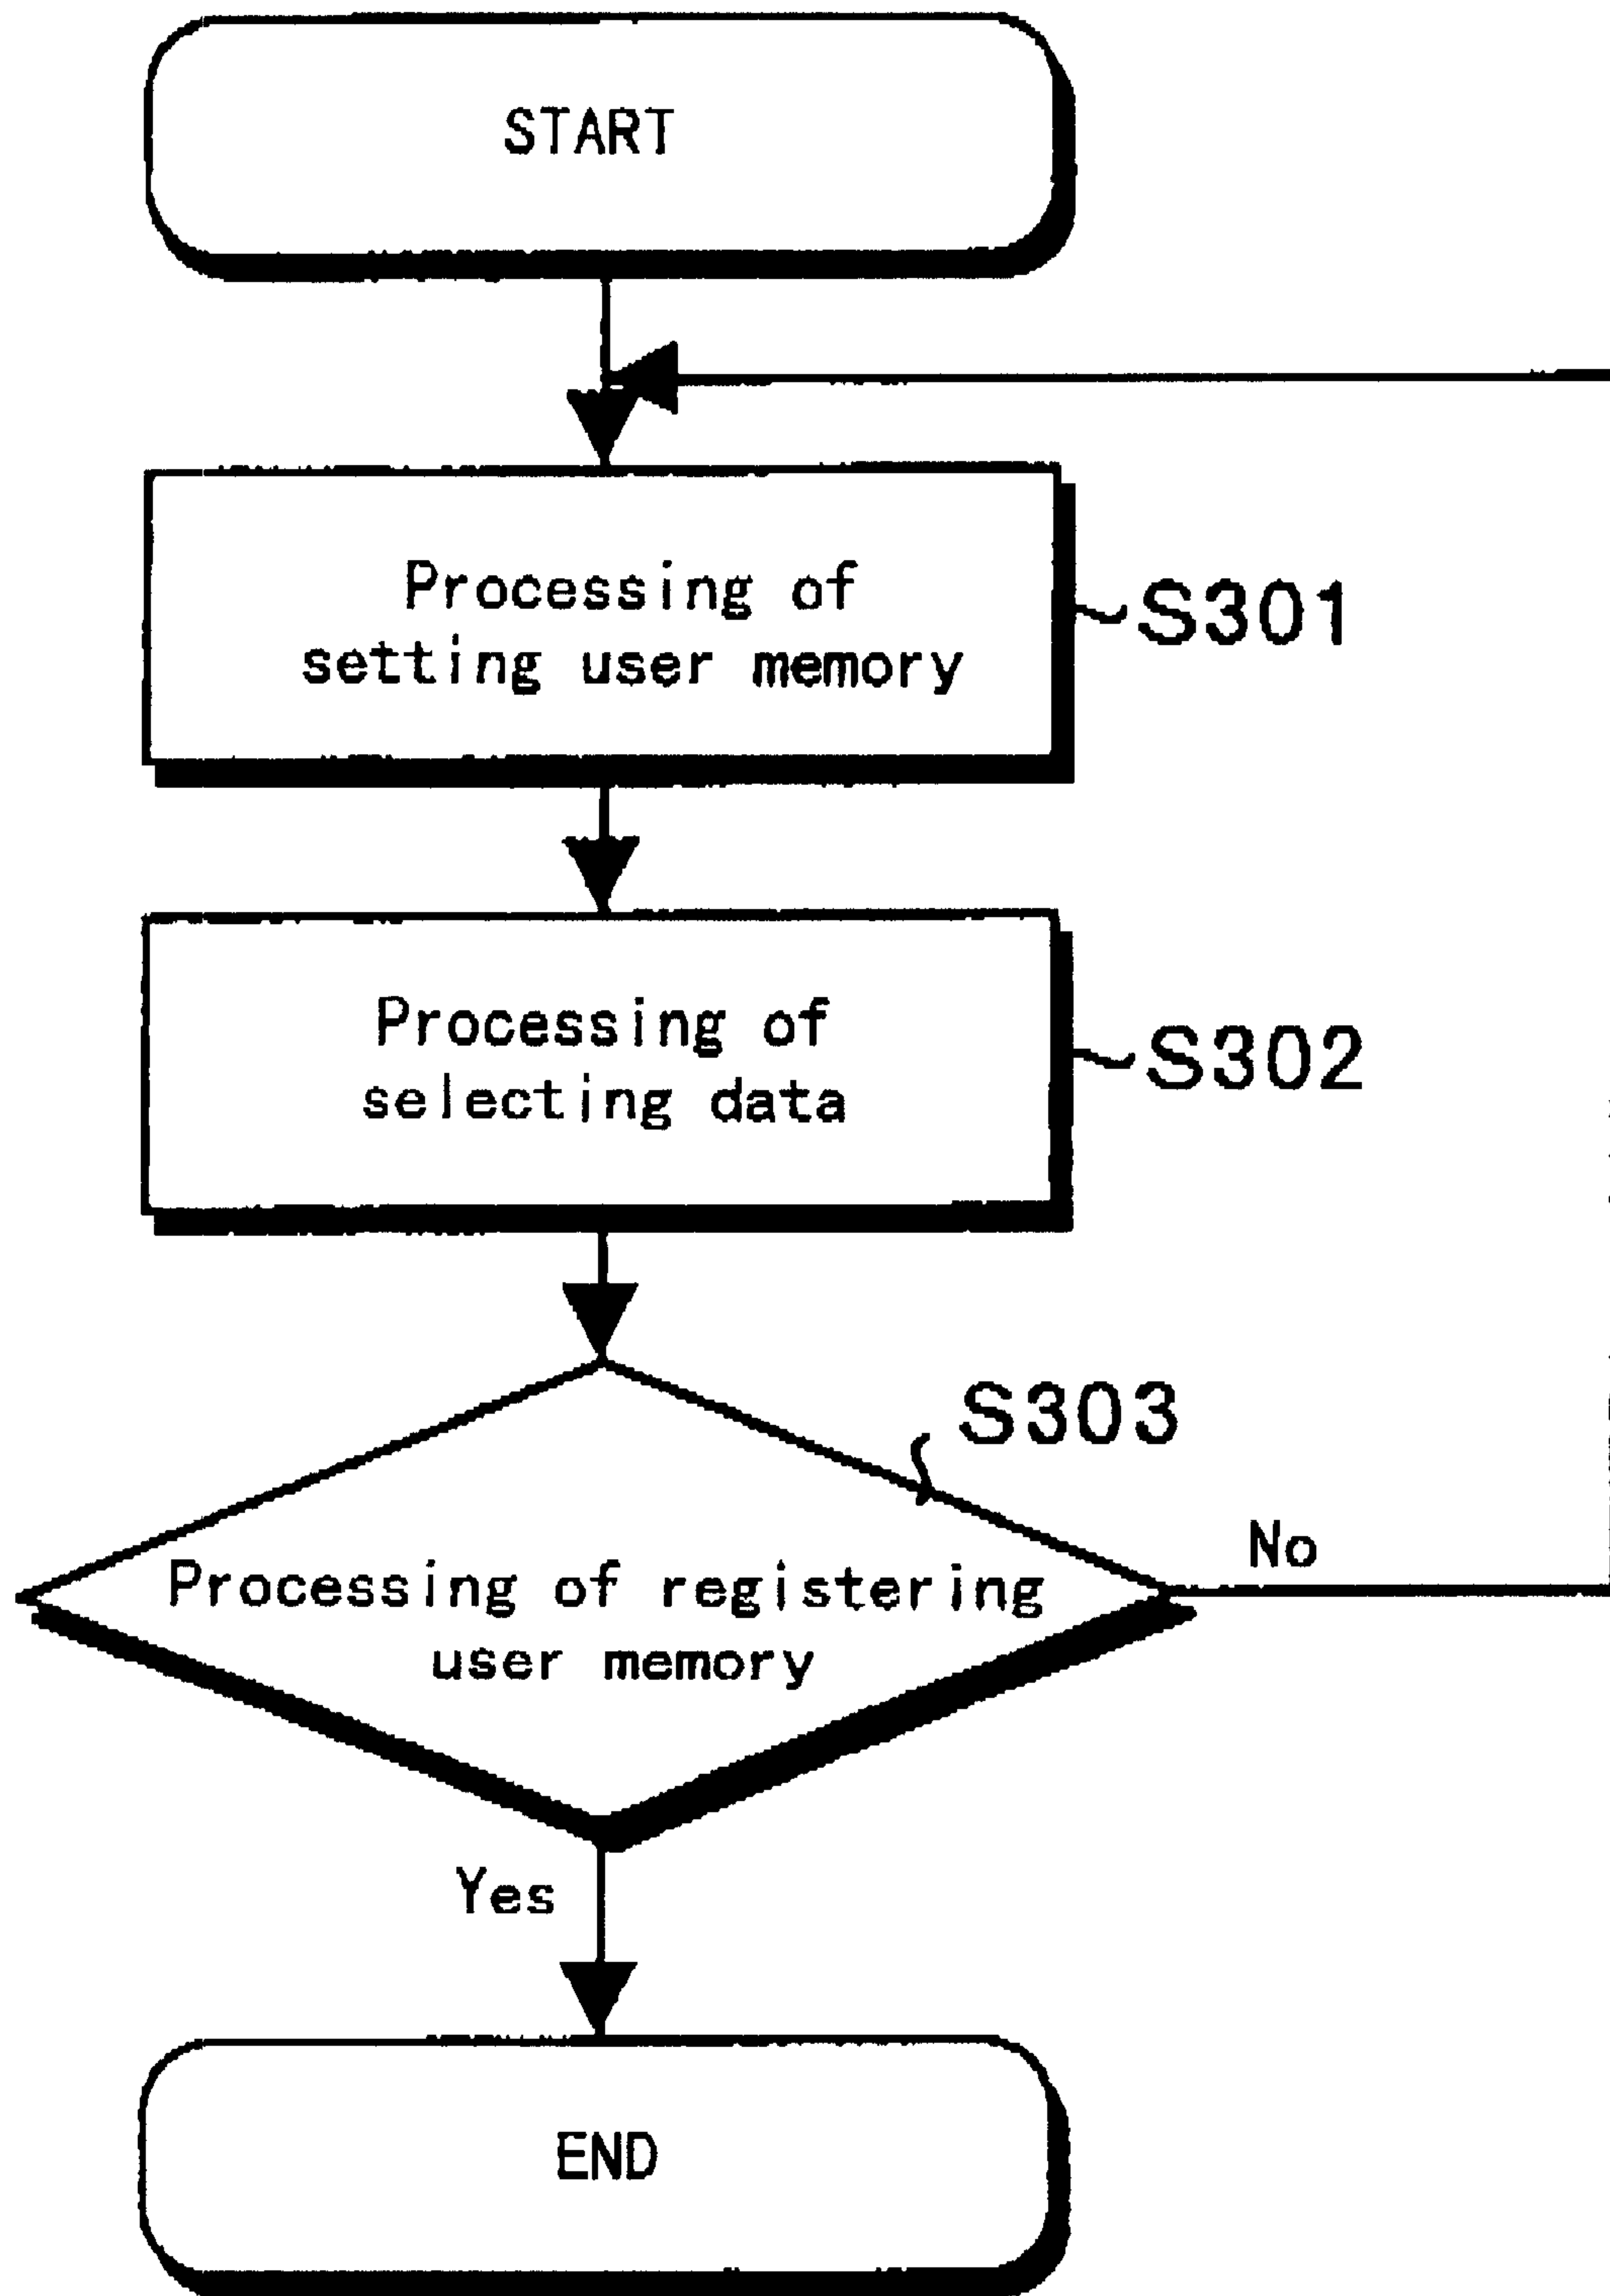 START
Processing of
setting user memory
S301
Processing of
selecting data
S302
S303
Processing of registering
user memory
No
Yes
END